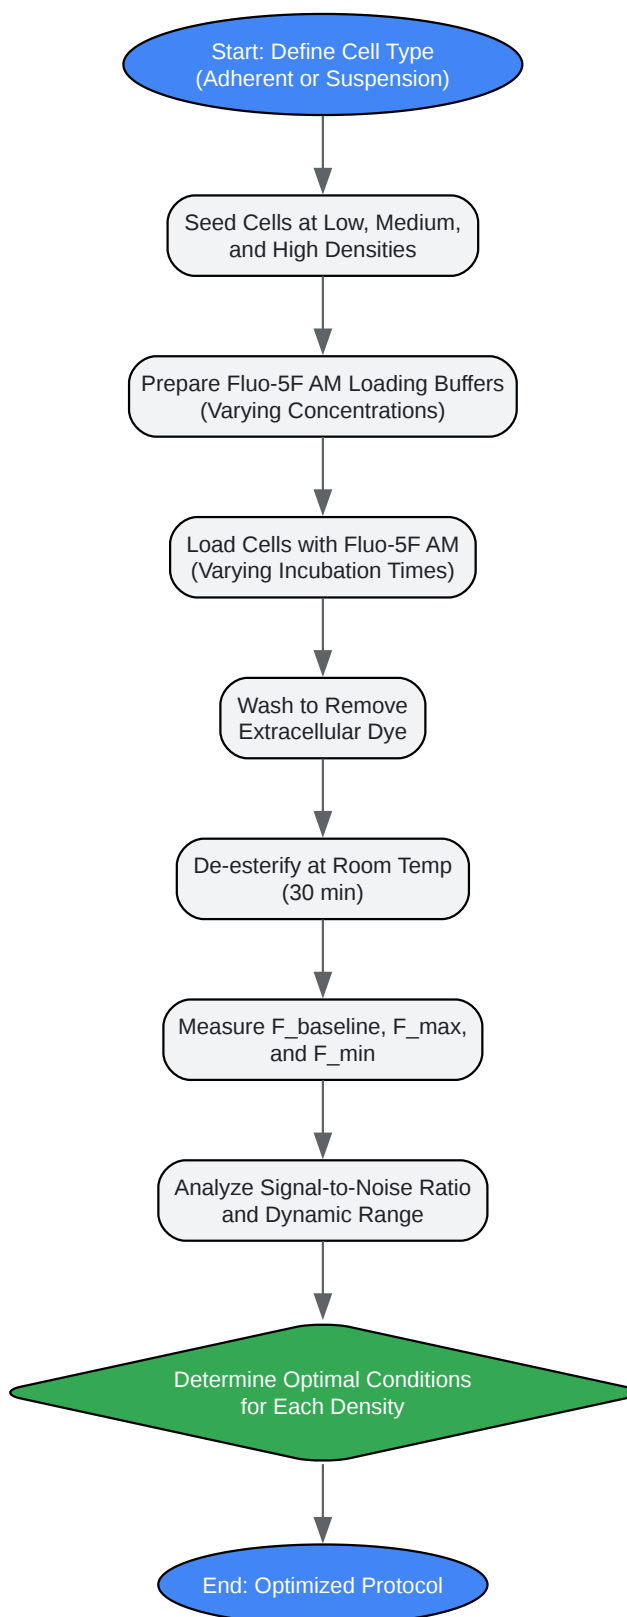 Start: Define Cell Type
(Adherent or Suspension)
Seed Cells at Low, Medium,
and High Densities
Prepare Fluo-5F AM Loading Buffers
(Varying Concentrations)
Load Cells with Fluo-5F AM
(Varying Incubation Times)
Wash to Remove
Extracellular Dye
De-esterify at Room Temp
(30 min)
Measure F_baseline, F_max,
and F_min
Analyze Signal-to-Noise Ratio
and Dynamic Range
Determine Optimal Conditions
for Each Density
End: Optimized Protocol